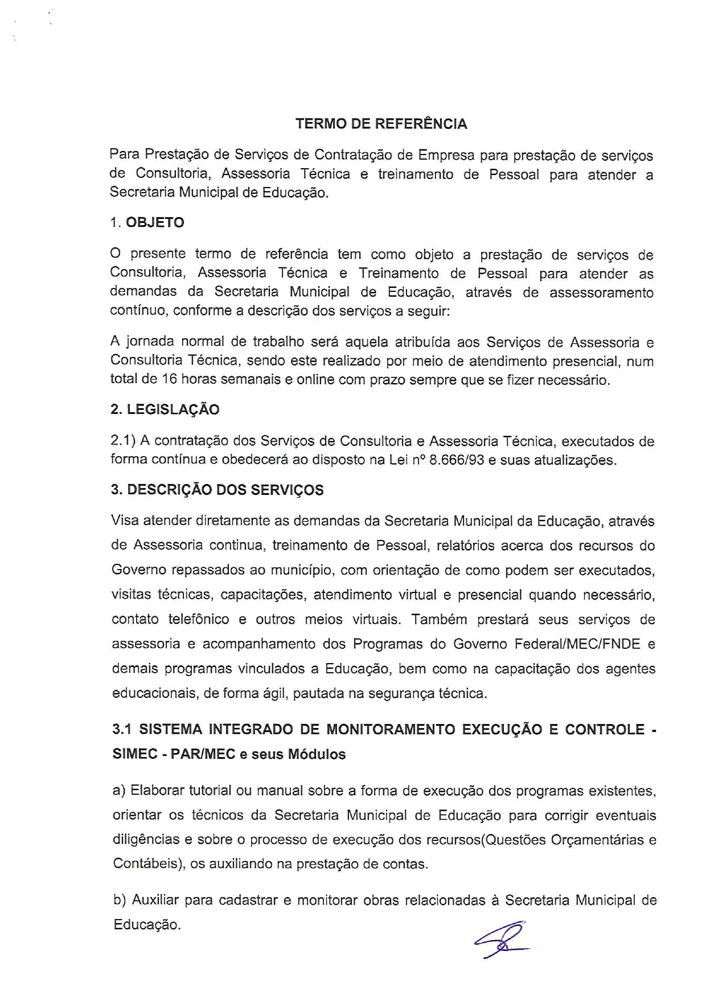 TERMO DE REFERÊNCIA
Para Prestação de Serviços de Contratação de Empresa para prestação de serviços
de Consultoria, Assessoria Técnica e treinamento de Pessoal para atender a
Secretaria Municipal de Educação.
1. OBJETO
O presente termo de referência tem como objeto a prestação de serviços de
Consultoria, Assessoria Técnica e Treinamento de Pessoal para atender as
demandas da Secretaria Municipal de Educação, através de assessoramento
contínuo, conforme a descrição dos serviços a seguir:
A jornada normal de trabalho será aquela atribuída aos Serviços de Assessoria e
Consultoria Técnica, sendo este realizado por meio de atendimento presencial, num
total de 16 horas semanais e online com prazo sempre que se fizer necessário.
2. LEGISLAÇÃO
2.1) A contratação dos Serviços de Consultoria e Assessoria Técnica, executados de
forma contínua e obedecerá ao disposto na Lei nº 8.666/93 e suas atualizações.
3. DESCRIÇÃO DOS SERVIÇOS
Visa atender diretamente as demandas da Secretaria Municipal da Educação, através
de Assessoria continua, treinamento de Pessoal, relatórios acerca dos recursos do
Governo repassados ao município, com orientação de como podem ser executados,
visitas técnicas, capacitações, atendimento virtual e presencial quando necessário,
contato telefônico e outros meios virtuais. Também prestará seus serviços de
assessoria e acompanhamento dos Programas do Governo Federal/MEC/FNDE e
demais programas vinculados a Educação, bem como na capacitação dos agentes
educacionais, de forma ágil, pautada na segurança técnica.
3.1 SISTEMA INTEGRADO DE MONITORAMENTO EXECUÇÃO E CONTROLE -
SIMEC - PAR/MEC e seus Módulos
a) Elaborar tutorial ou manual sobre a forma de execução dos programas existentes,
orientar os técnicos da Secretaria Municipal de Educação para corrigir eventuais
diligências e sobre o processo de execução dos recursos(Questões Orçamentárias e
Contábeis), os auxiliando na prestação de contas.
b) Auxiliar para cadastrar e monitorar obras relacionadas à Secretaria Municipal de
Educação.